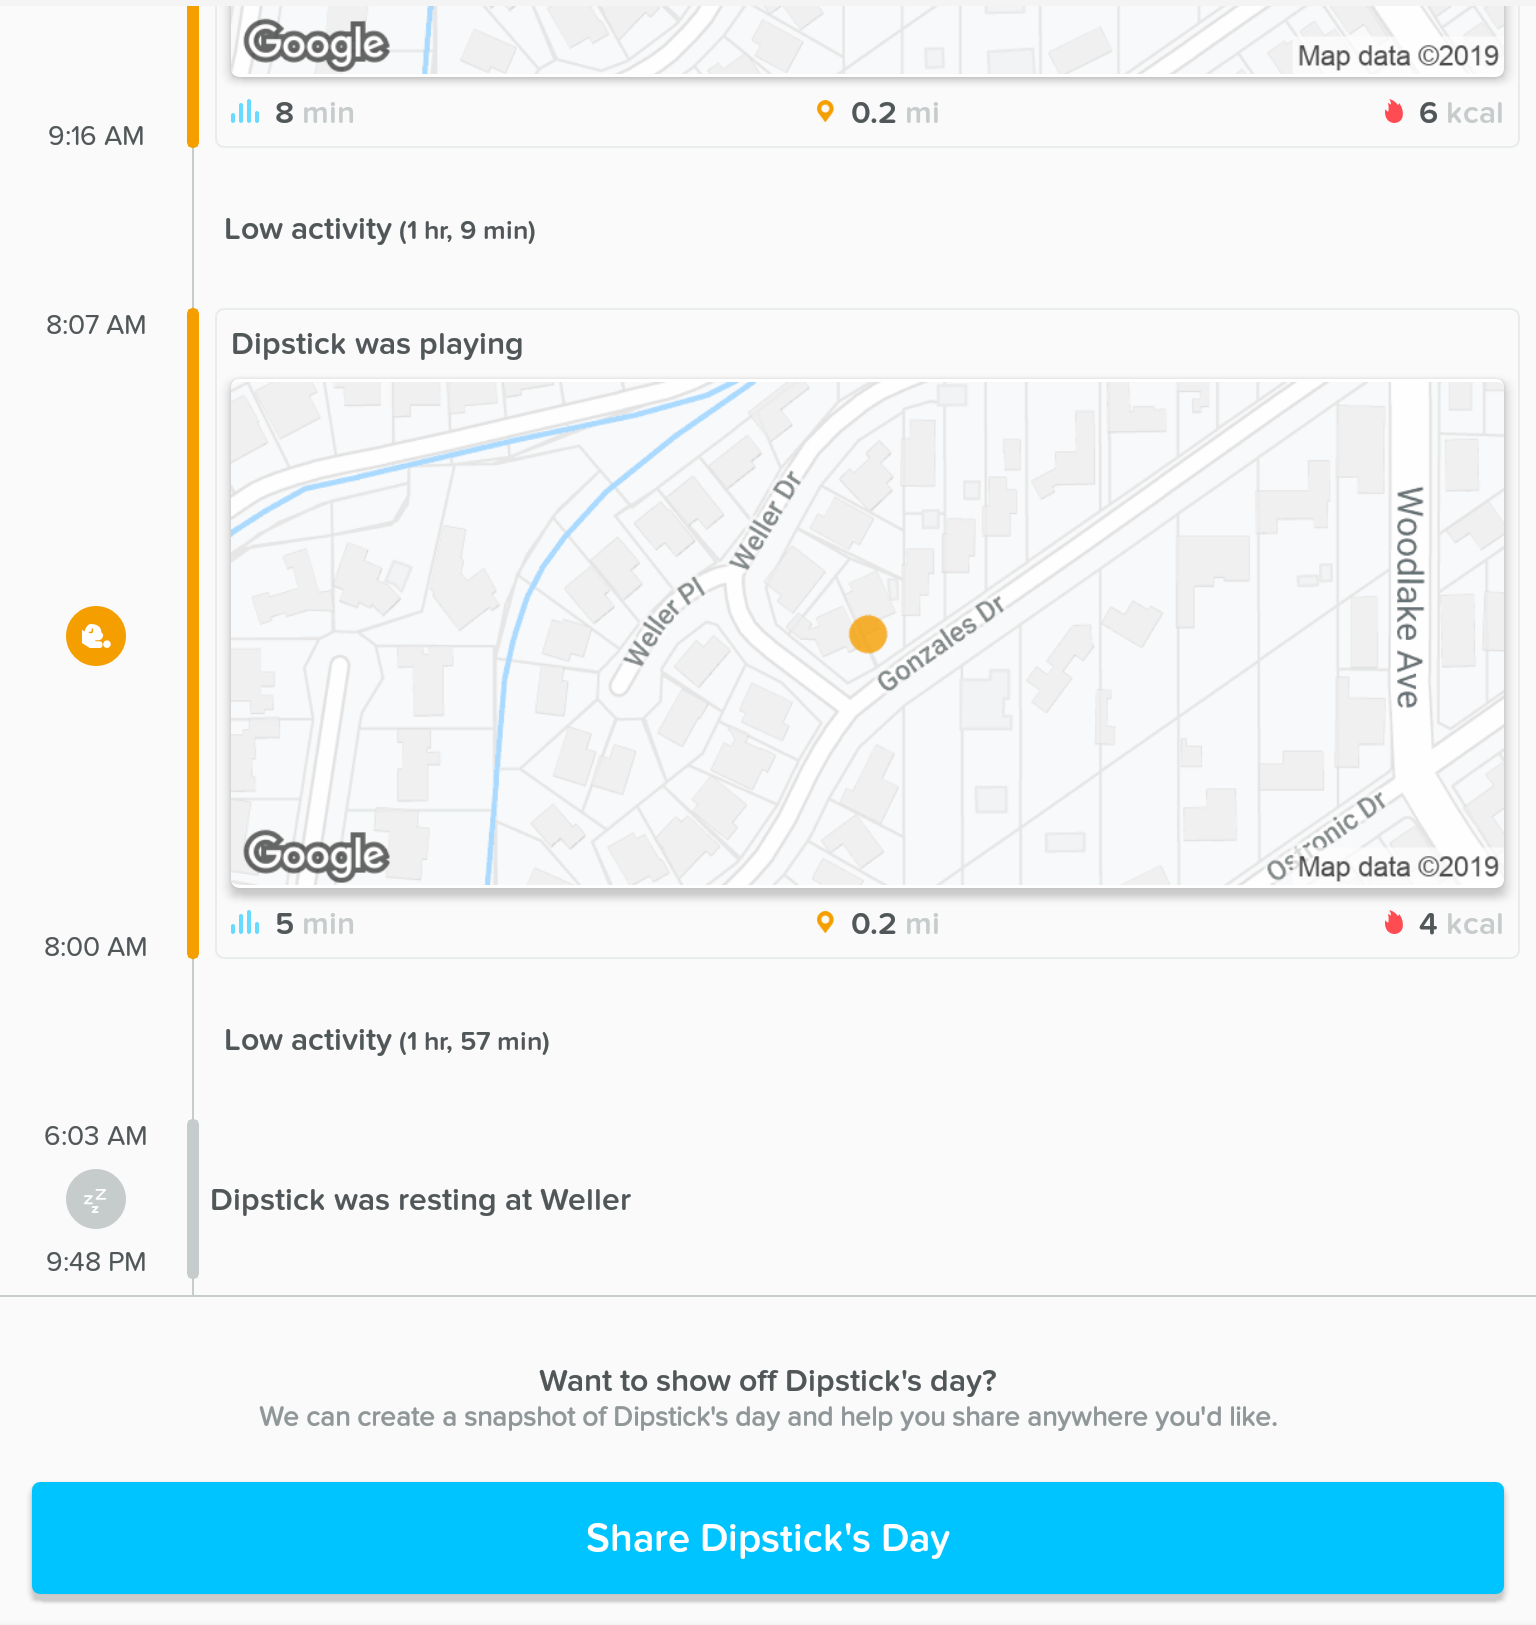 Google
Map data ©2019
8 min
0.2 mi
6 kcal
9:16 AM
Low activity (1 hr, 9 min)
8:07 AM
Dipstick was playing
Weller Dr
Weller Pl
Gonzales Dr
Woodlake Ave
Google
Map data ©2019
5 min
0.2 mi
4 kcal
8:00 AM
Low activity (1 hr, 57 min)
6:03 AM
zzz
Dipstick was resting at Weller
9:48 PM
Want to show off Dipstick's day?
We can create a snapshot of Dipstick's day and help you share anywhere you'd like.
Share Dipstick's Day